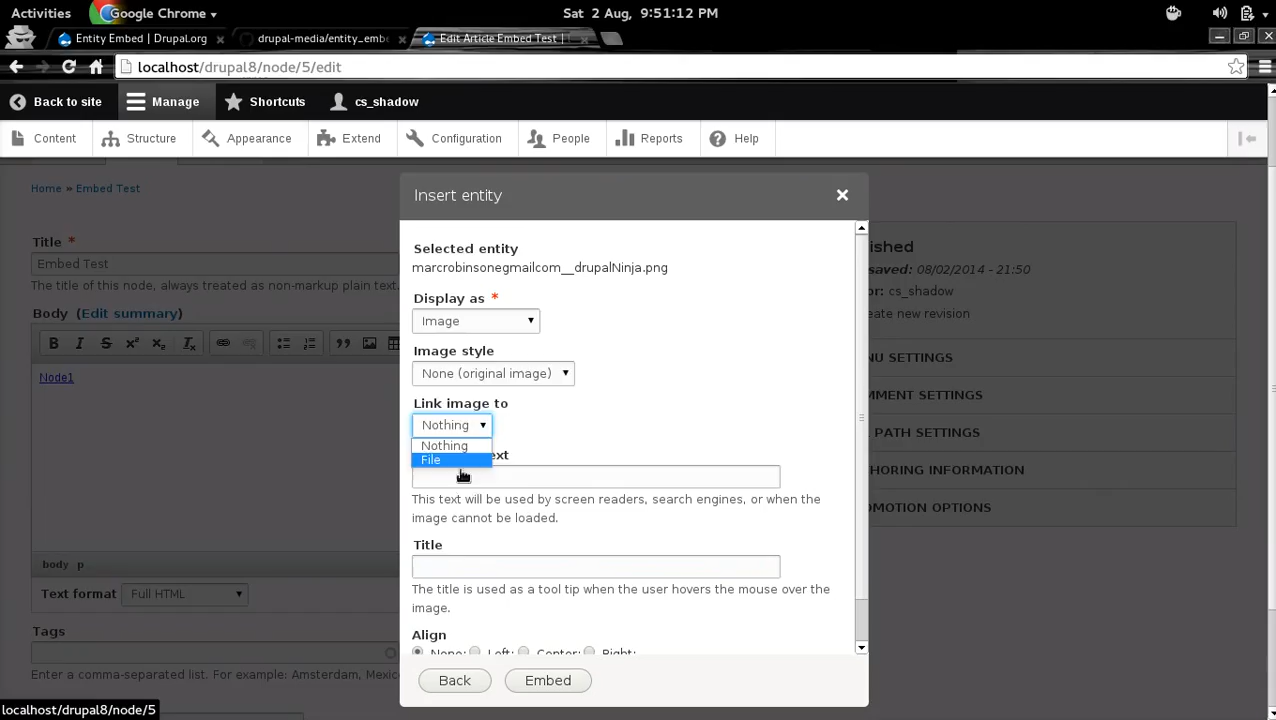 Activities
Google Chrome
Sat 2 Aug, 9:51:12 PM
Entity Embed | Drupal.org
drupal-media/entity_emb
Edit Article Embed Test |
localhost/drupal8/node/5/edit
Back to site
Manage
Shortcuts
cs_shadow
Content
Structure
Appearance
Extend
Configuration
People
Reports
Help
Home » Embed Test
Title *
Embed Test
The title of this node, always treated as non-markup plain text.
Body (Edit summary)
Node1
body p
Text format
Full HTML
Tags
Enter a comma-separated list. For example: Amsterdam, Mexico
Insert entity
Selected entity
marcrobinsonegmailcom__drupalNinja.png
Display as *
Image
Image style
None (original image)
Link image to
Nothing
Nothing
File
ext
This text will be used by screen readers, search engines, or when the
image cannot be loaded.
Title
The title is used as a tool tip when the user hovers the mouse over the
image.
Align
None: Left: Center: Right:
Back
Embed
ished
saved: 08/02/2014 - 21:50
or: cs_shadow
eate new revision
NU SETTINGS
MMENT SETTINGS
PATH SETTINGS
HORING INFORMATION
OMOTION OPTIONS
localhost/drupal8/node/5